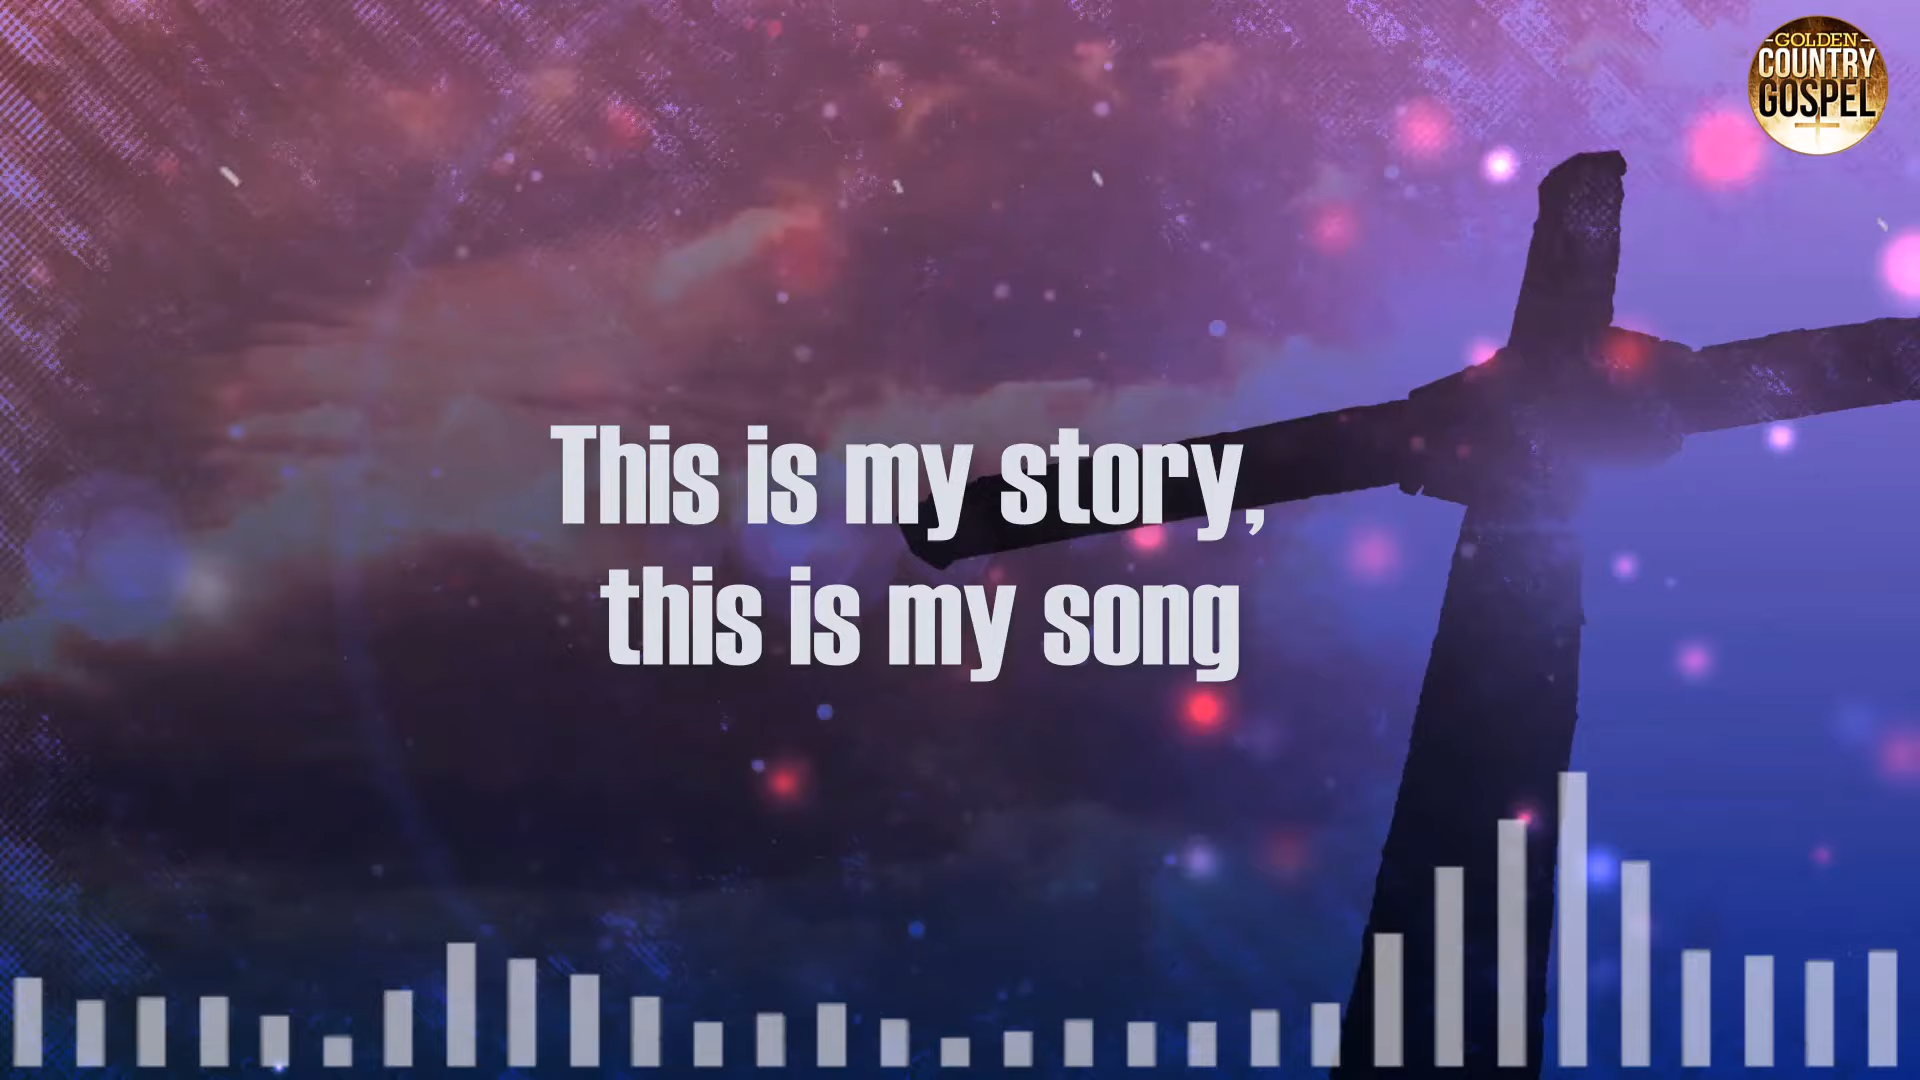 -GOLDEN-
COUNTRY
GOSPEL
This is my story,
this is my song